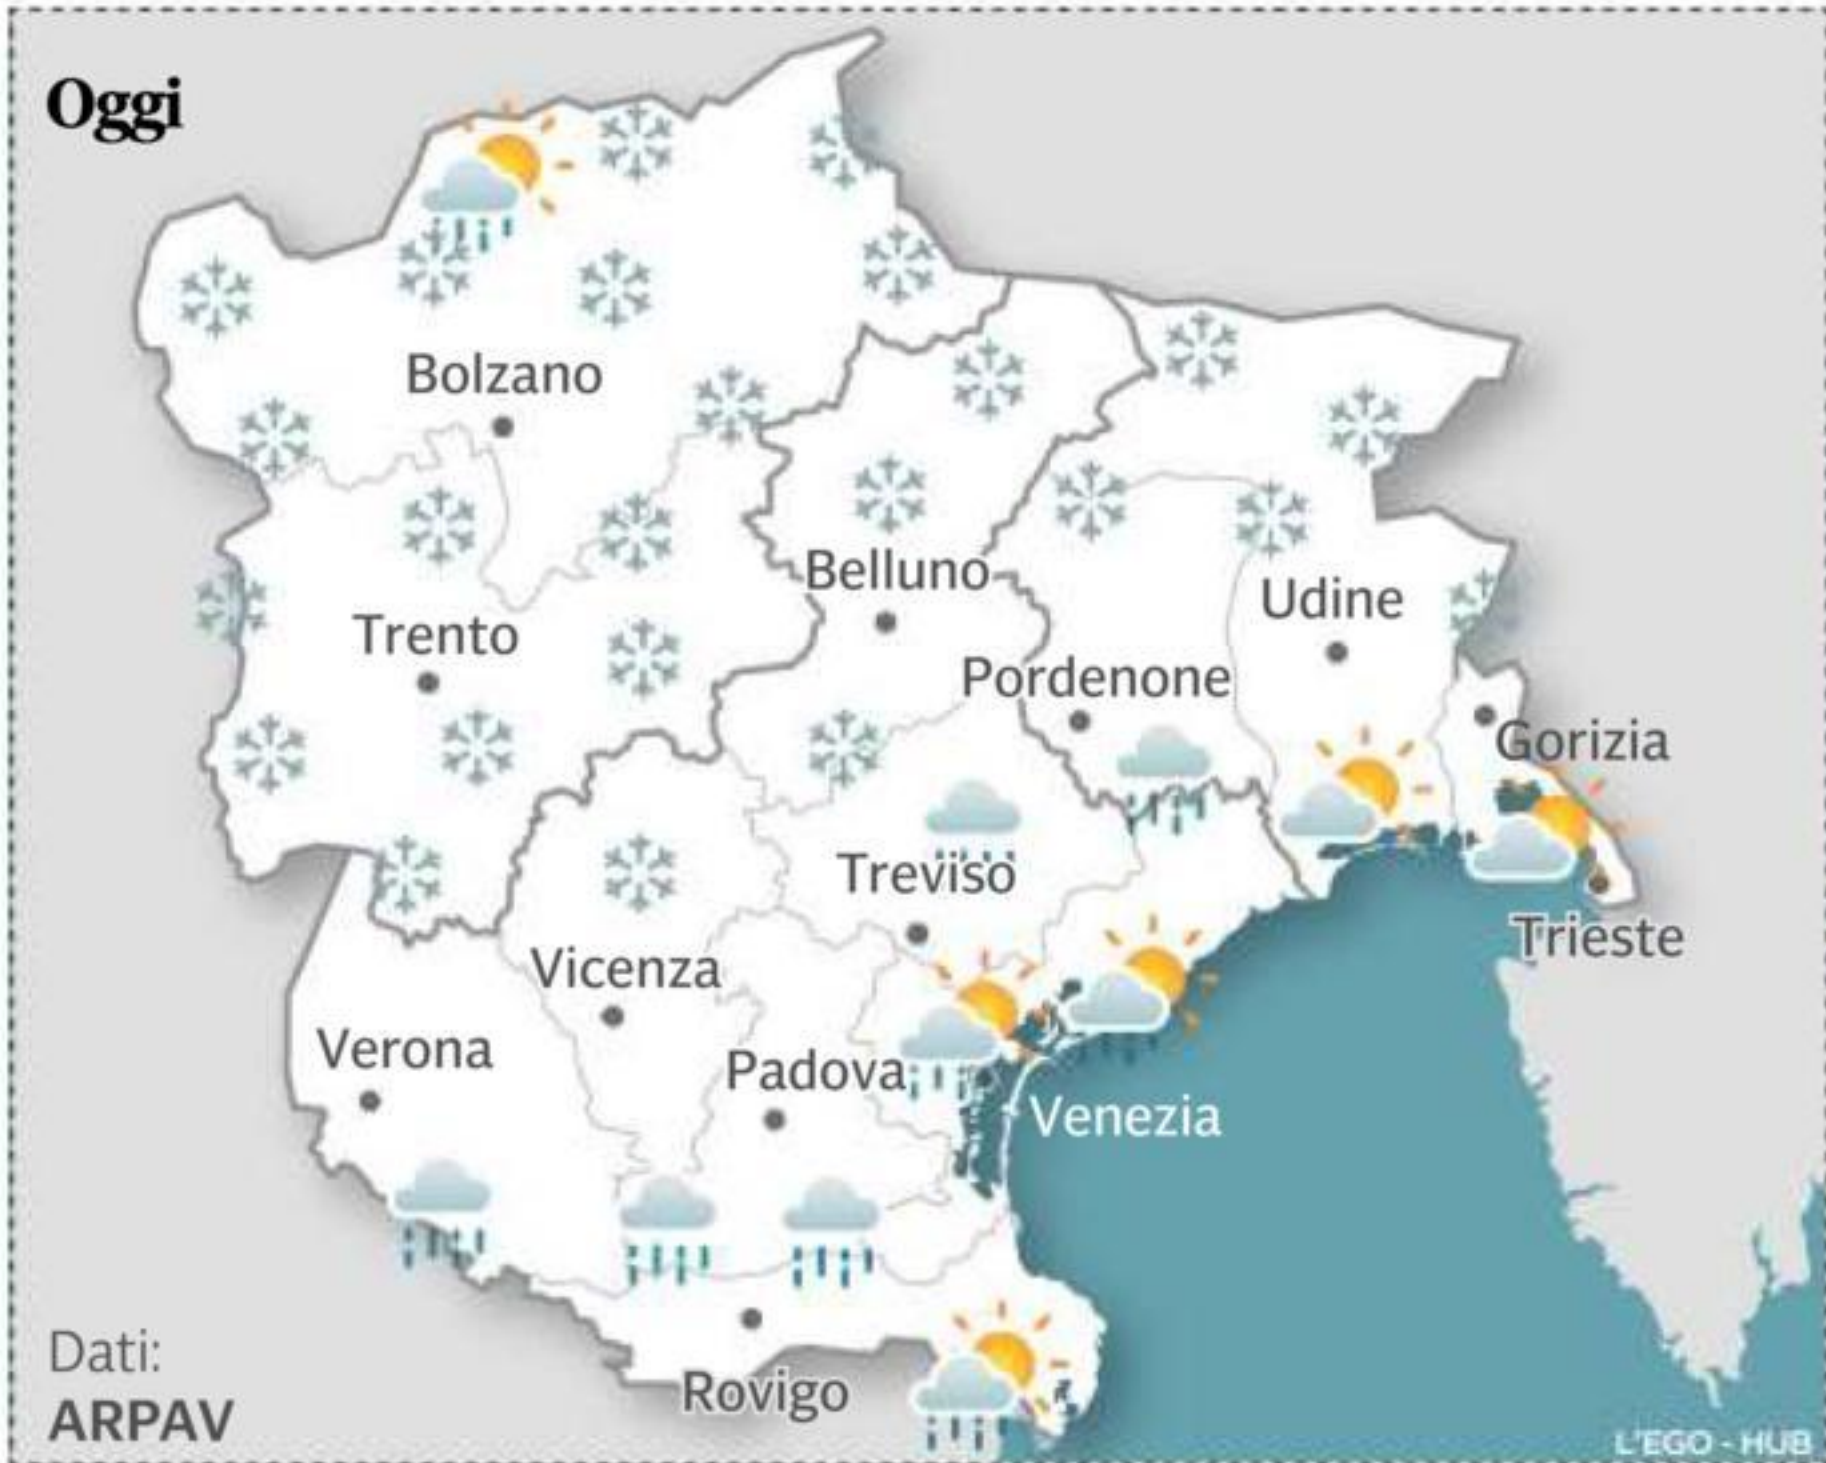 Oggi
Bolzano
Belluno
Udine
Trento
Pordenone
Gorizia
Treviso
Trieste
Vicenza
Verona
Padova
Venezia
Dati:
ARPAV
Rovigo
L'EGO - HUB